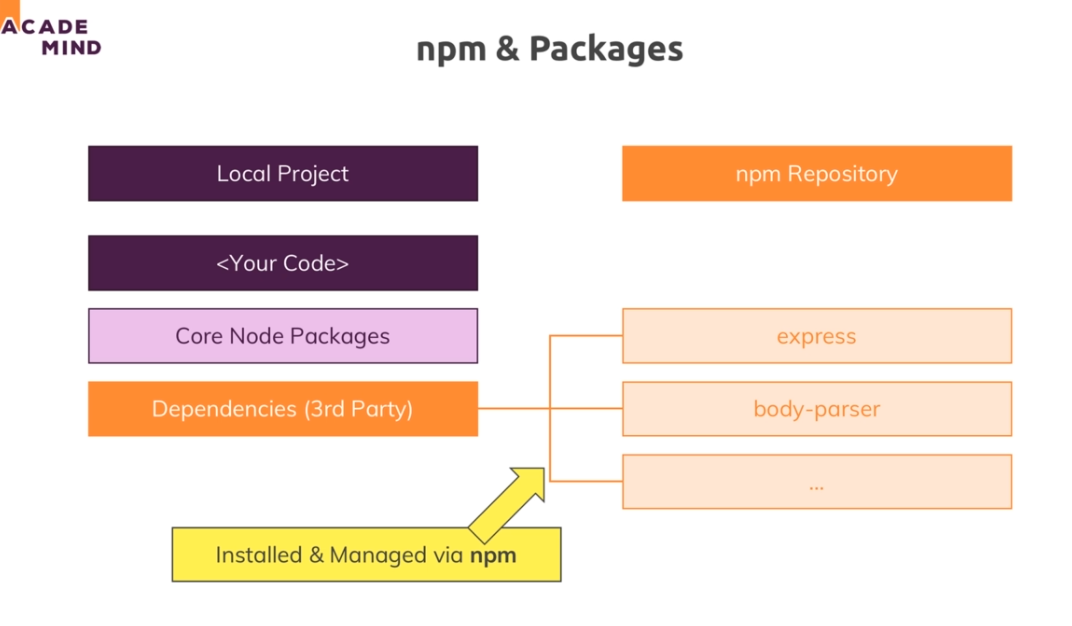 ACADE
MIND
npm & Packages
Local Project
npm Repository
<Your Code>
Core Node Packages
express
Dependencies (3rd Party)
body-parser
...
Installed & Managed via npm